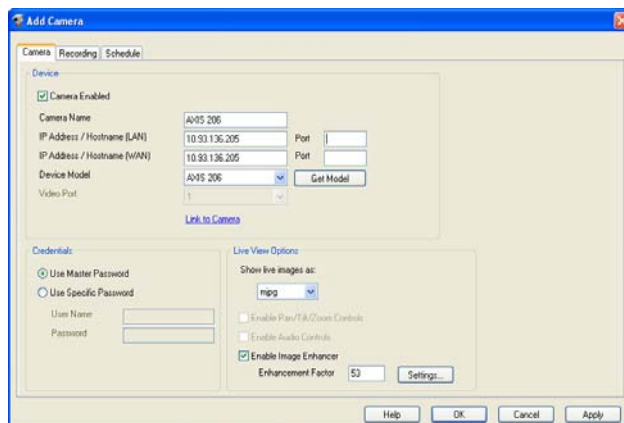 Add Camera
Camera Recording Schedule
Device
Camera Enabled
Camera Name AXIS 206
IP Address / Hostname (LAN) 10.93.136.205 Port
IP Address / Hostname (WAN) 10.93.136.205 Port
Device Model AXIS 206 Get Model
Video Port 1
Link to Camera
Credentials
Use Master Password
Use Specific Password
User Name
Password
Live View Options
Show live images as:
mjpg
Enable Pan/Tilt/Zoom Controls
Enable Audio Controls
Enable Image Enhancer
Enhancement Factor 53 Settings...
Help OK Cancel Apply